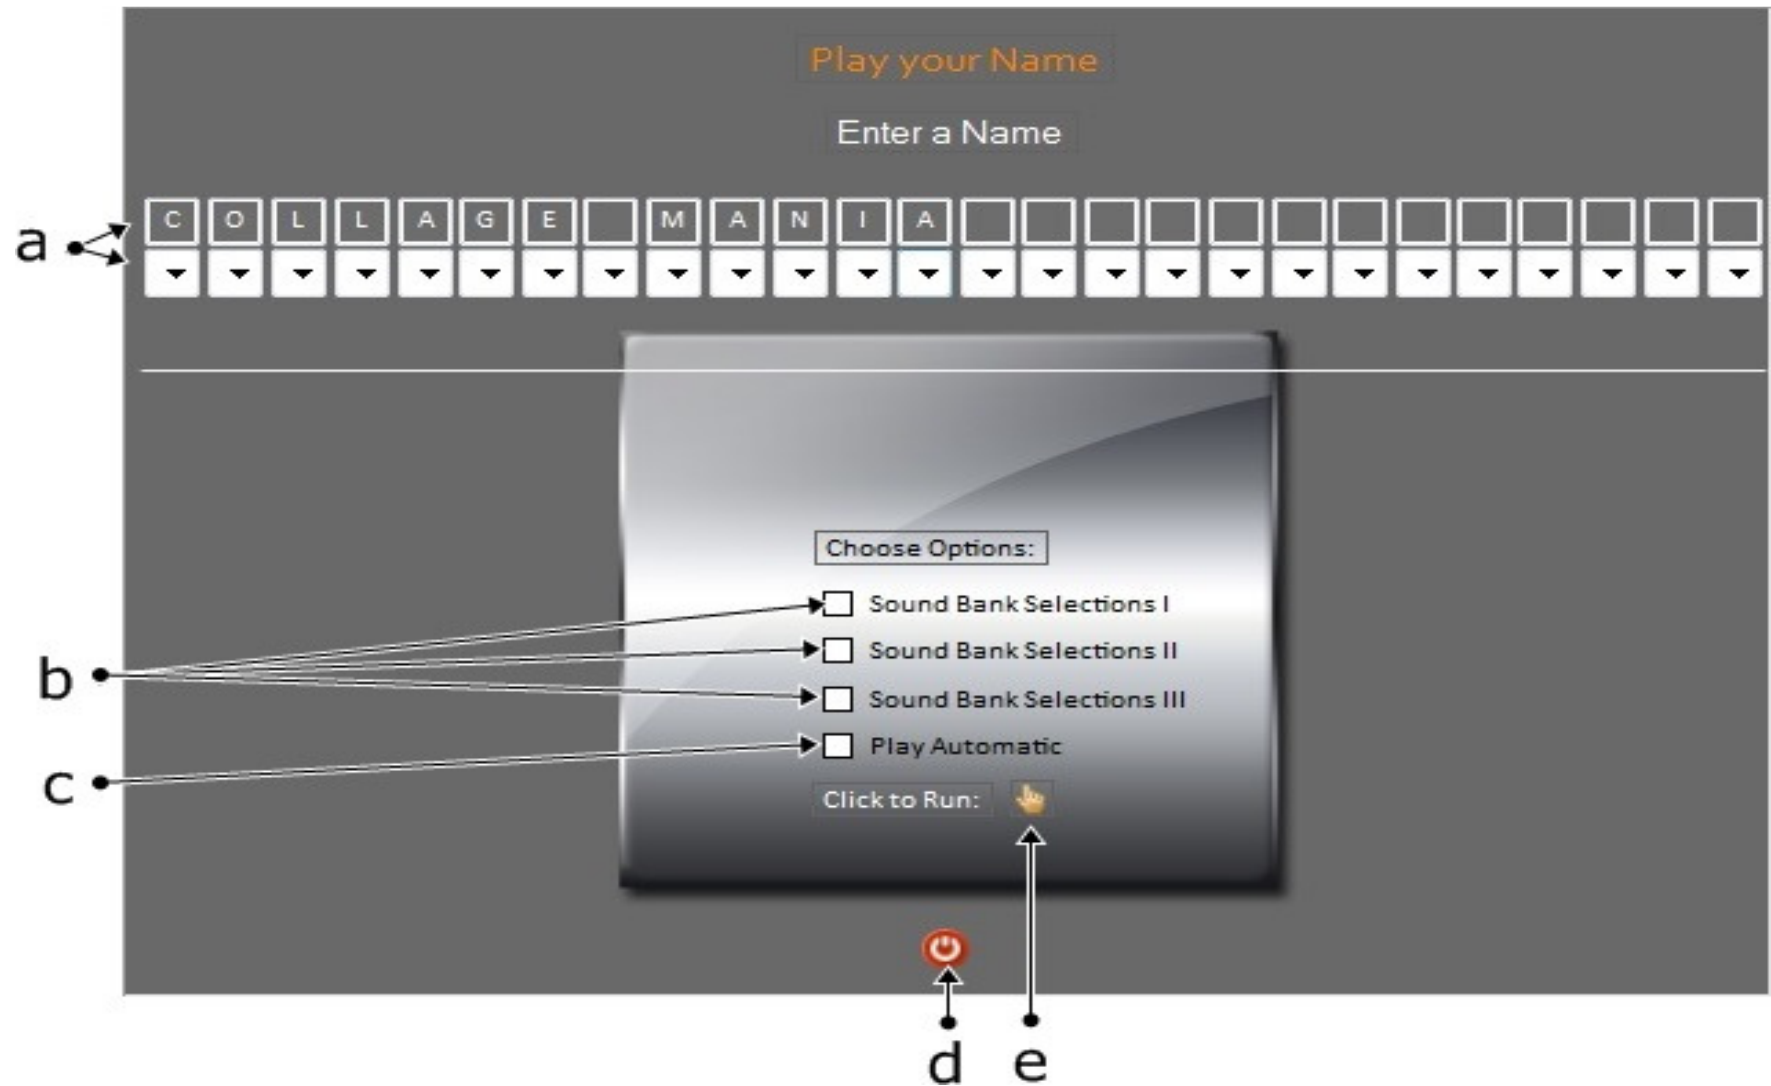 Play your Name
Enter a Name
a C O L L A G E M A N I A
Choose Options:
Sound Bank Selections I
Sound Bank Selections II
b
Sound Bank Selections III
Play Automatic
c
Click to Run:
d e